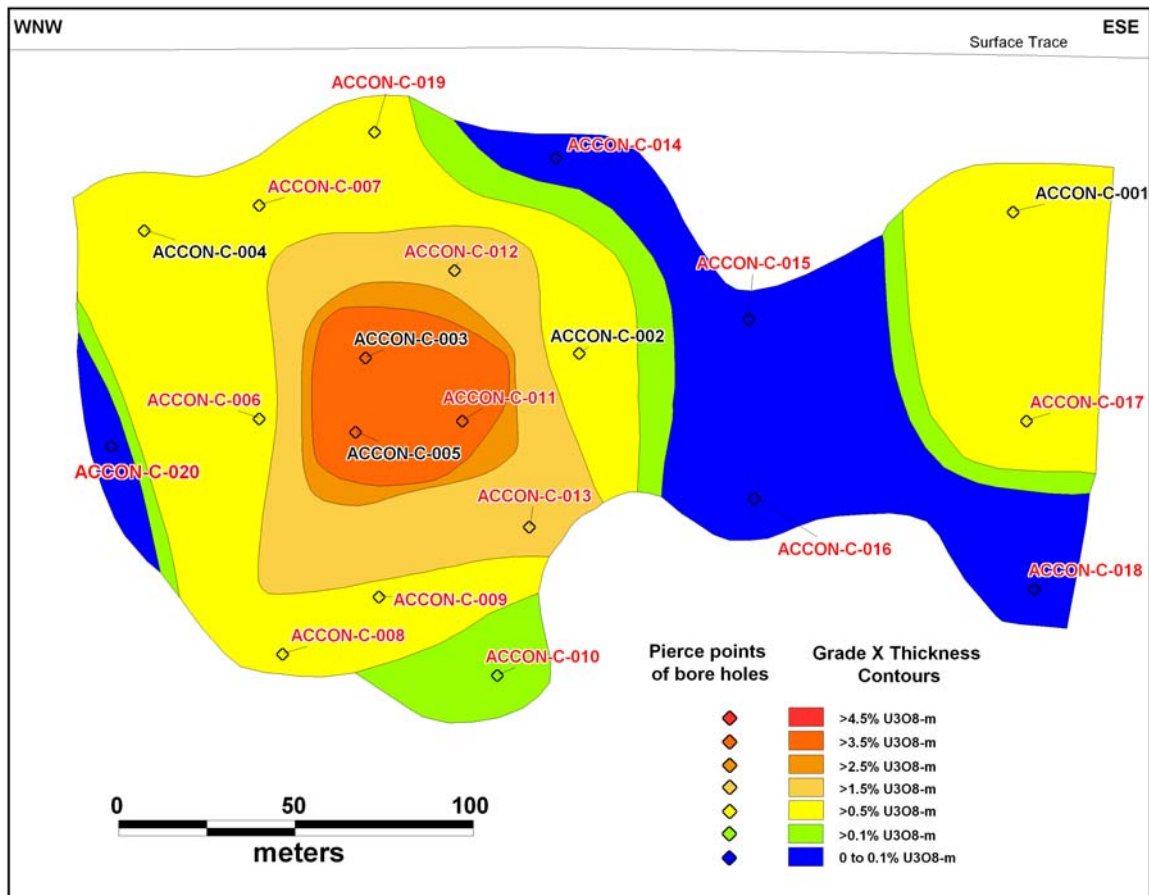 WNW
ESE
Surface Trace
ACCON-C-019
ACCON-C-014
ACCON-C-007
ACCON-C-001
ACCON-C-004
ACCON-C-012
ACCON-C-015
ACCON-C-003
ACCON-C-002
ACCON-C-006
ACCON-C-011
ACCON-C-017
ACCON-C-005
ACCON-C-020
ACCON-C-013
ACCON-C-016
ACCON-C-018
ACCON-C-009
ACCON-C-008
ACCON-C-010
Pierce points
of bore holes
Grade X Thickness
Contours
>4.5% U3O8-m
>3.5% U3O8-m
>2.5% U3O8-m
>1.5% U3O8-m
>0.5% U3O8-m
>0.1% U3O8-m
0 to 0.1% U3O8-m
0 50 100
meters